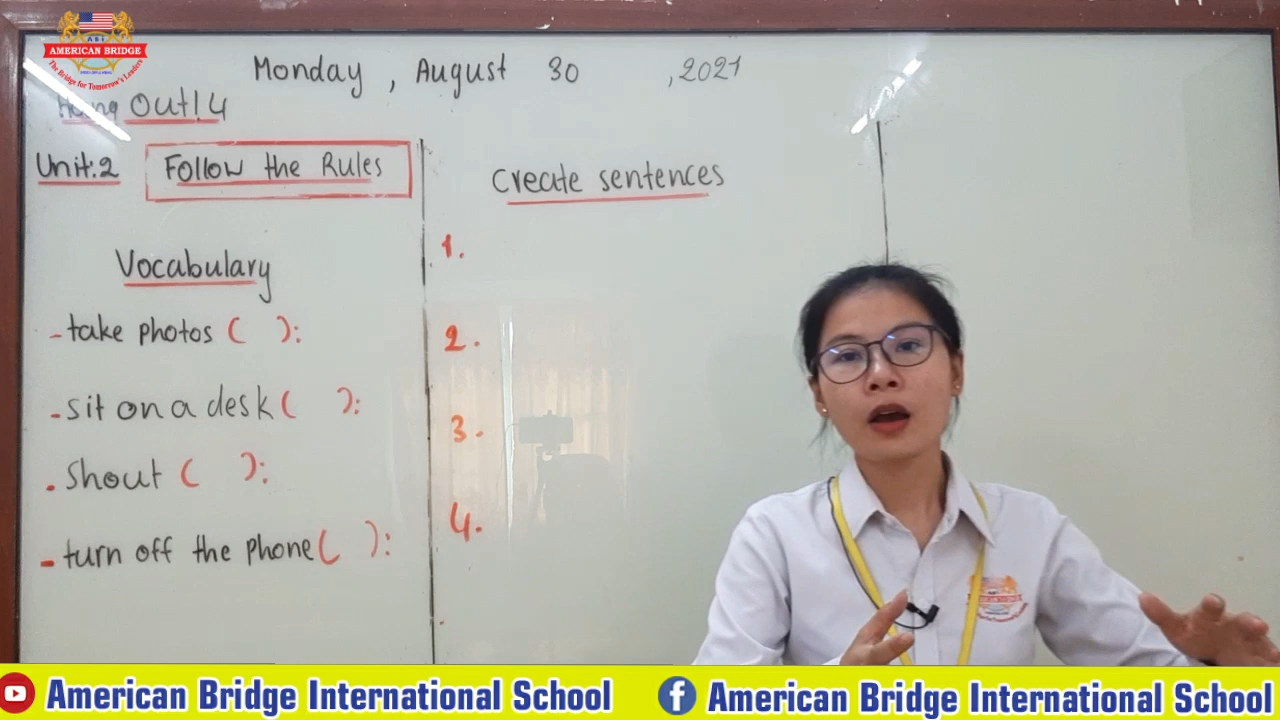 AMERICAN BRIDGE
The Bridge for Tomorrow's Leaders
Monday, August 30, 2021
Hang Out! 4
Unit:2 Follow the Rules
Create sentences
Vocabulary
- take photos ( ):
- sit on a desk ( ):
. Shout ( ):
- turn off the phone ( ):
1.
2.
3.
4.
American Bridge International School
American Bridge International School